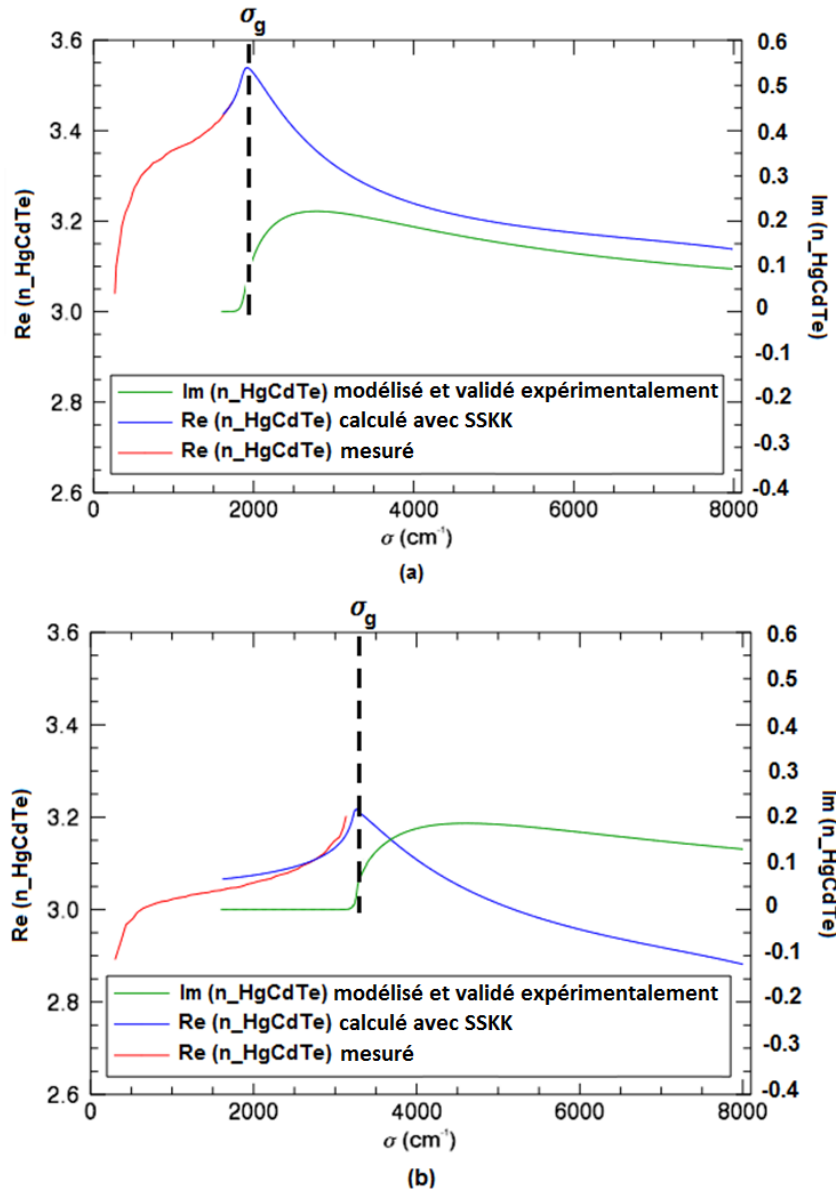 σg
3.6
3.4
3.2
3.0
2.8
2.6
Re (n_HgCdTe)
0.6
0.5
0.4
0.3
0.2
0.1
0
-0.1
-0.2
-0.3
-0.4
Im (n_HgCdTe)
Im (n_HgCdTe) modélisé et validé expérimentalement
Re (n_HgCdTe) calculé avec SSKK
Re (n_HgCdTe) mesuré
0 2000 4000 6000 8000
σ (cm⁻¹)
(a)
σg
3.6
3.4
3.2
3.0
2.8
2.6
Re (n_HgCdTe)
0.6
0.5
0.4
0.3
0.2
0.1
0
-0.1
-0.2
-0.3
-0.4
Im (n_HgCdTe)
Im (n_HgCdTe) modélisé et validé expérimentalement
Re (n_HgCdTe) calculé avec SSKK
Re (n_HgCdTe) mesuré
0 2000 4000 6000 8000
σ (cm⁻¹)
(b)